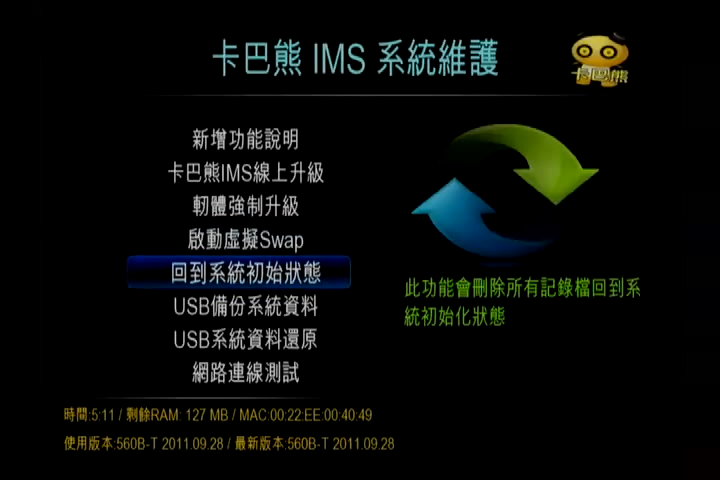 卡巴熊 IMS 系統維護
卡巴熊
新增功能說明
卡巴熊IMS線上升級
軔體強制升級
啟動虛擬Swap
回到系統初始狀態
USB備份系統資料
USB系統資料還原
網路連線測試
此功能會刪除所有記錄檔回到系
統初始化狀態
時間:5:11 / 剩餘RAM: 127 MB / MAC:00:22:EE:00:40:49
使用版本:560B-T 2011.09.28 / 最新版本:560B-T 2011.09.28